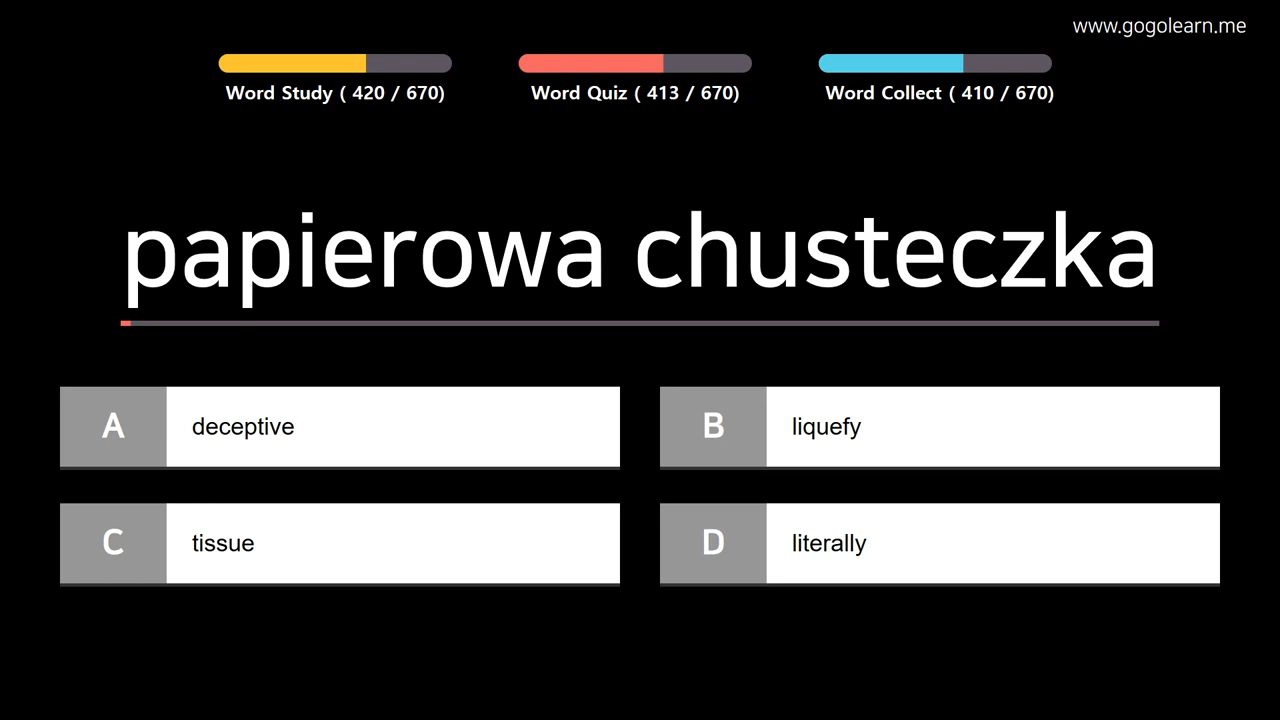 www.gogolearn.me
Word Study ( 420 / 670)
Word Quiz ( 413 / 670)
Word Collect ( 410 / 670)
papierowa chusteczka
A deceptive
B liquefy
C tissue
D literally